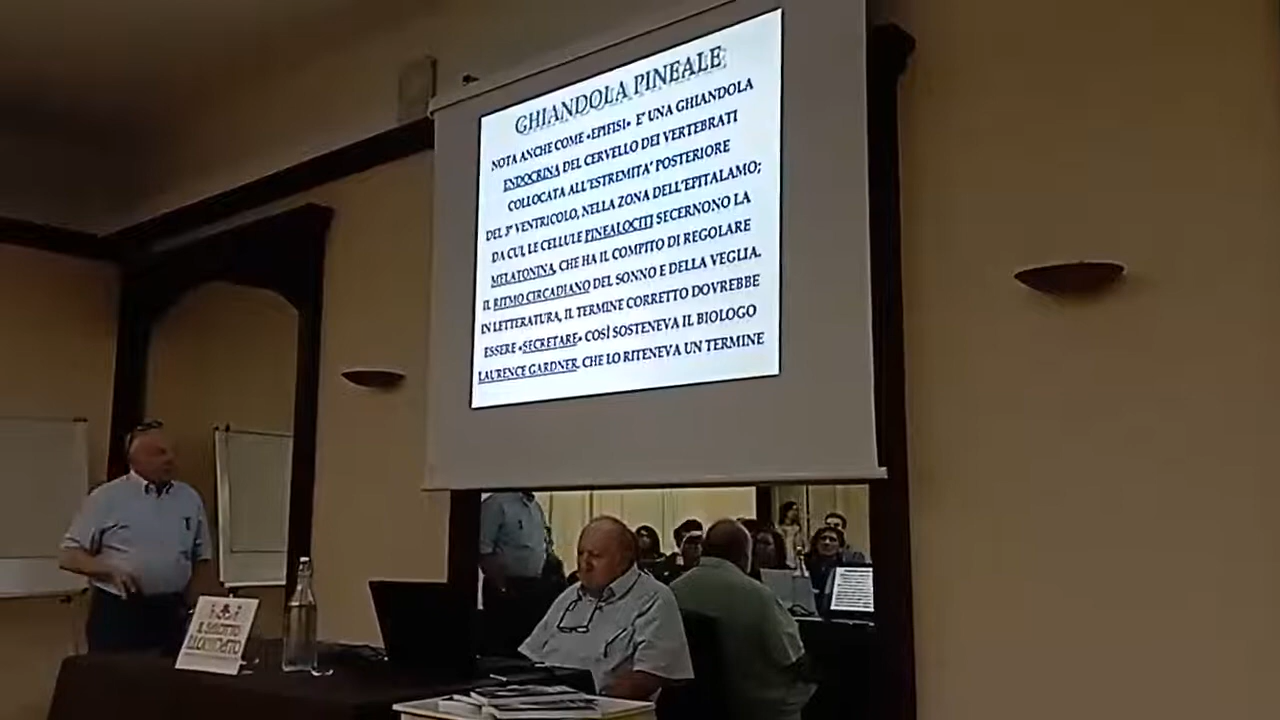 GHIANDOLA PINEALE
NOTA ANCHE COME «EPIFISI» E' UNA GHIANDOLA
ENDOCRINA DEL CERVELLO DEI VERTEBRATI
COLLOCATA ALL'ESTREMITA' POSTERIORE
DEL 3° VENTRICOLO, NELLA ZONA DELL'EPITALAMO;
DA CUI, LE CELLULE PINEALOCITI SECERNONO LA
MELATONINA, CHE HA IL COMPITO DI REGOLARE
IL RITMO CIRCADIANO DEL SONNO E DELLA VEGLIA.
IN LETTERATURA, IL TERMINE CORRETTO DOVREBBE
ESSERE «SECRETARE» COSÌ SOSTENEVA IL BIOLOGO
LAURENCE GARDNER, CHE LO RITENEVA UN TERMINE
IL SALOTTO